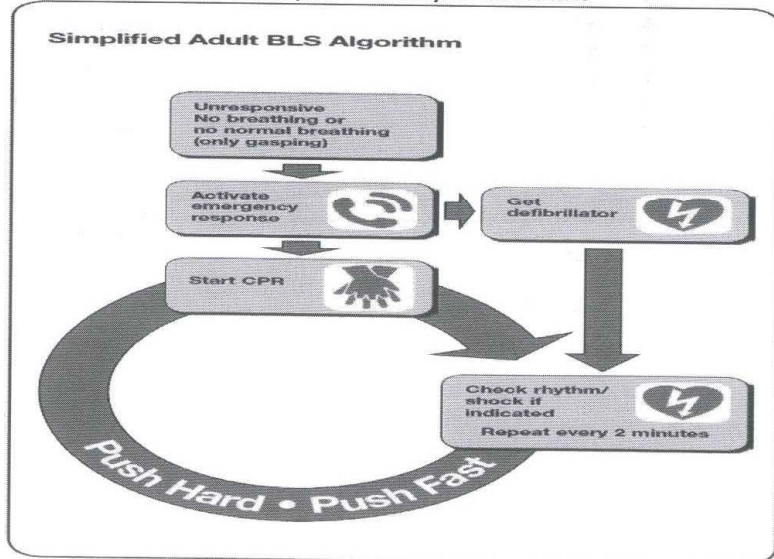 Simplified Adult BLS Algorithm
Unresponsive
No breathing or
no normal breathing
(only gasping)
Activate
emergency
response
Get
defibrillator
Start CPR
Check rhythm/
shock if
indicated
Repeat every 2 minutes
Push Hard • Push Fast